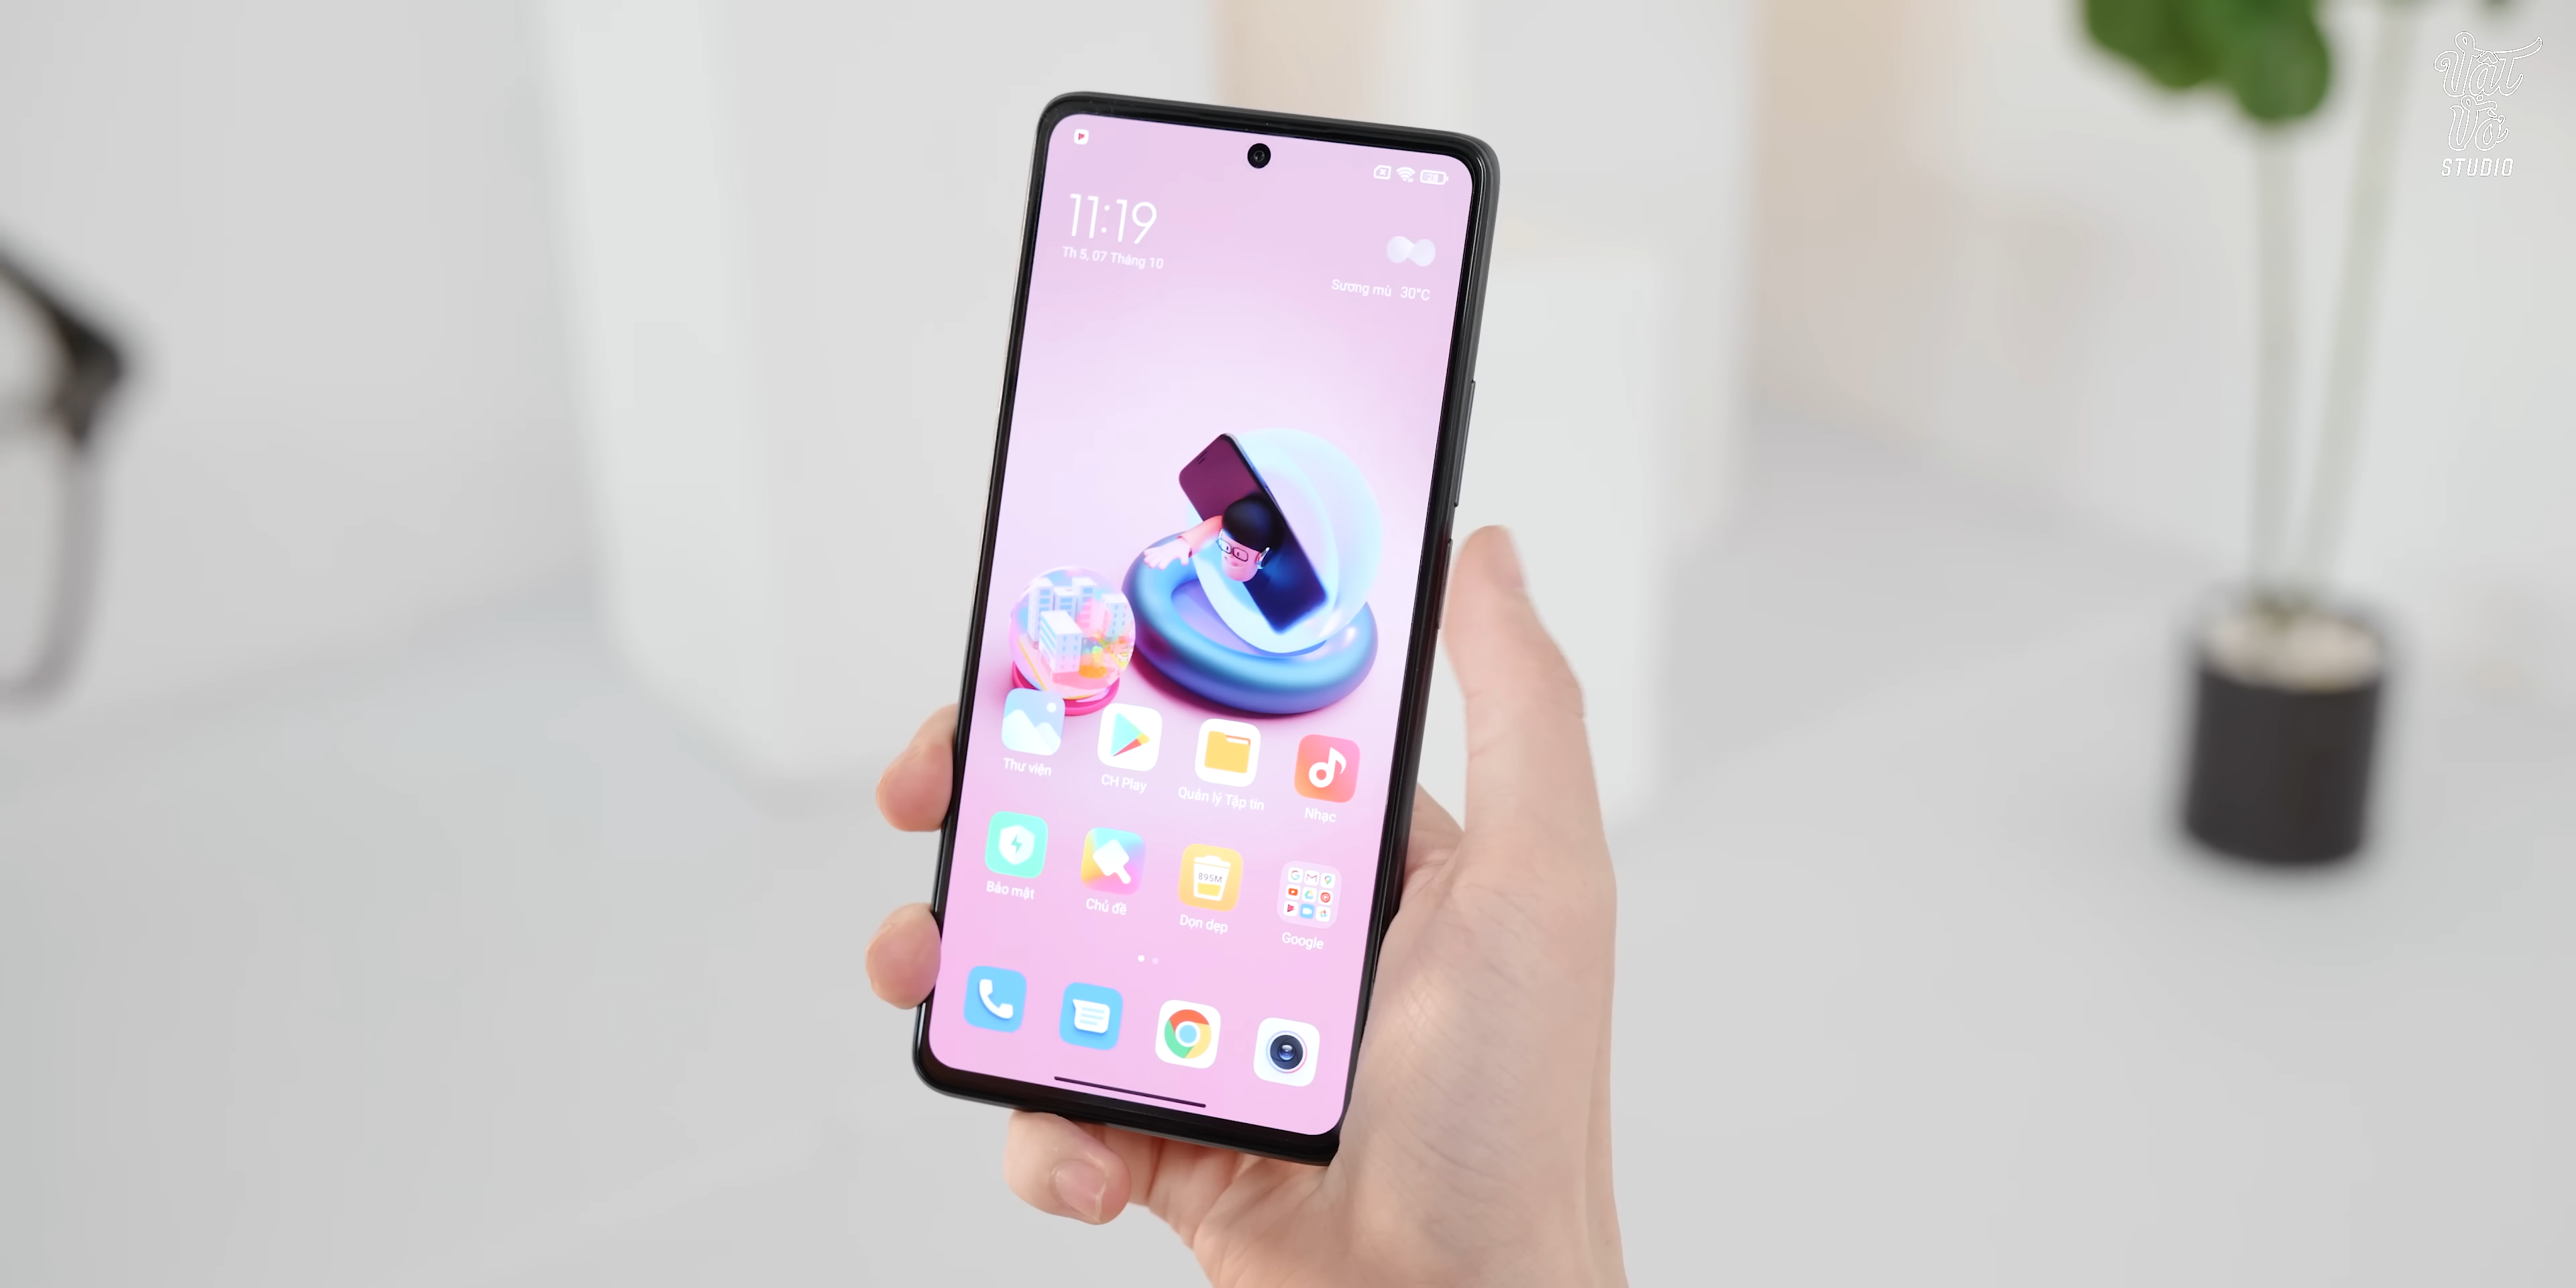 Vật
Vờ
STUDIO
11:19
Th 5, 07 Tháng 10
Sương mù 30°C
Thư viện
CH Play
Quản lý Tập tin
Nhạc
Bảo mật
Chủ đề
895M
Dọn dẹp
Google